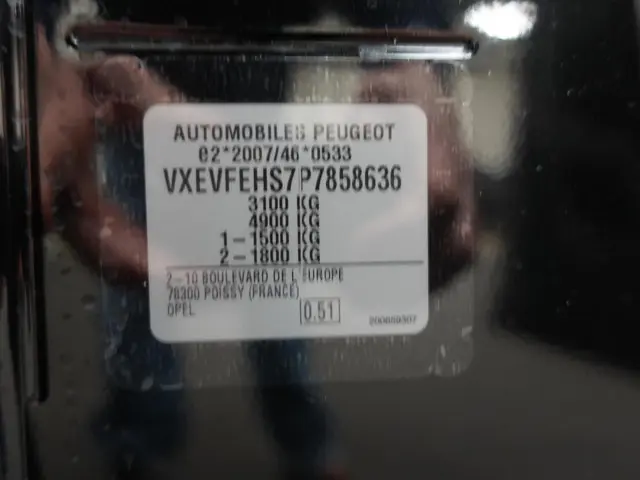 AUTOMOBILES PEUGEOT
e2*2007/46*0533
VXEVFEHS7P7858636
3100 KG
4900 KG
1-1500 KG
2-1800 KG
2-10 BOULEVARD DE L'EUROPE
78300 POISSY (FRANCE)
OPEL
0.51